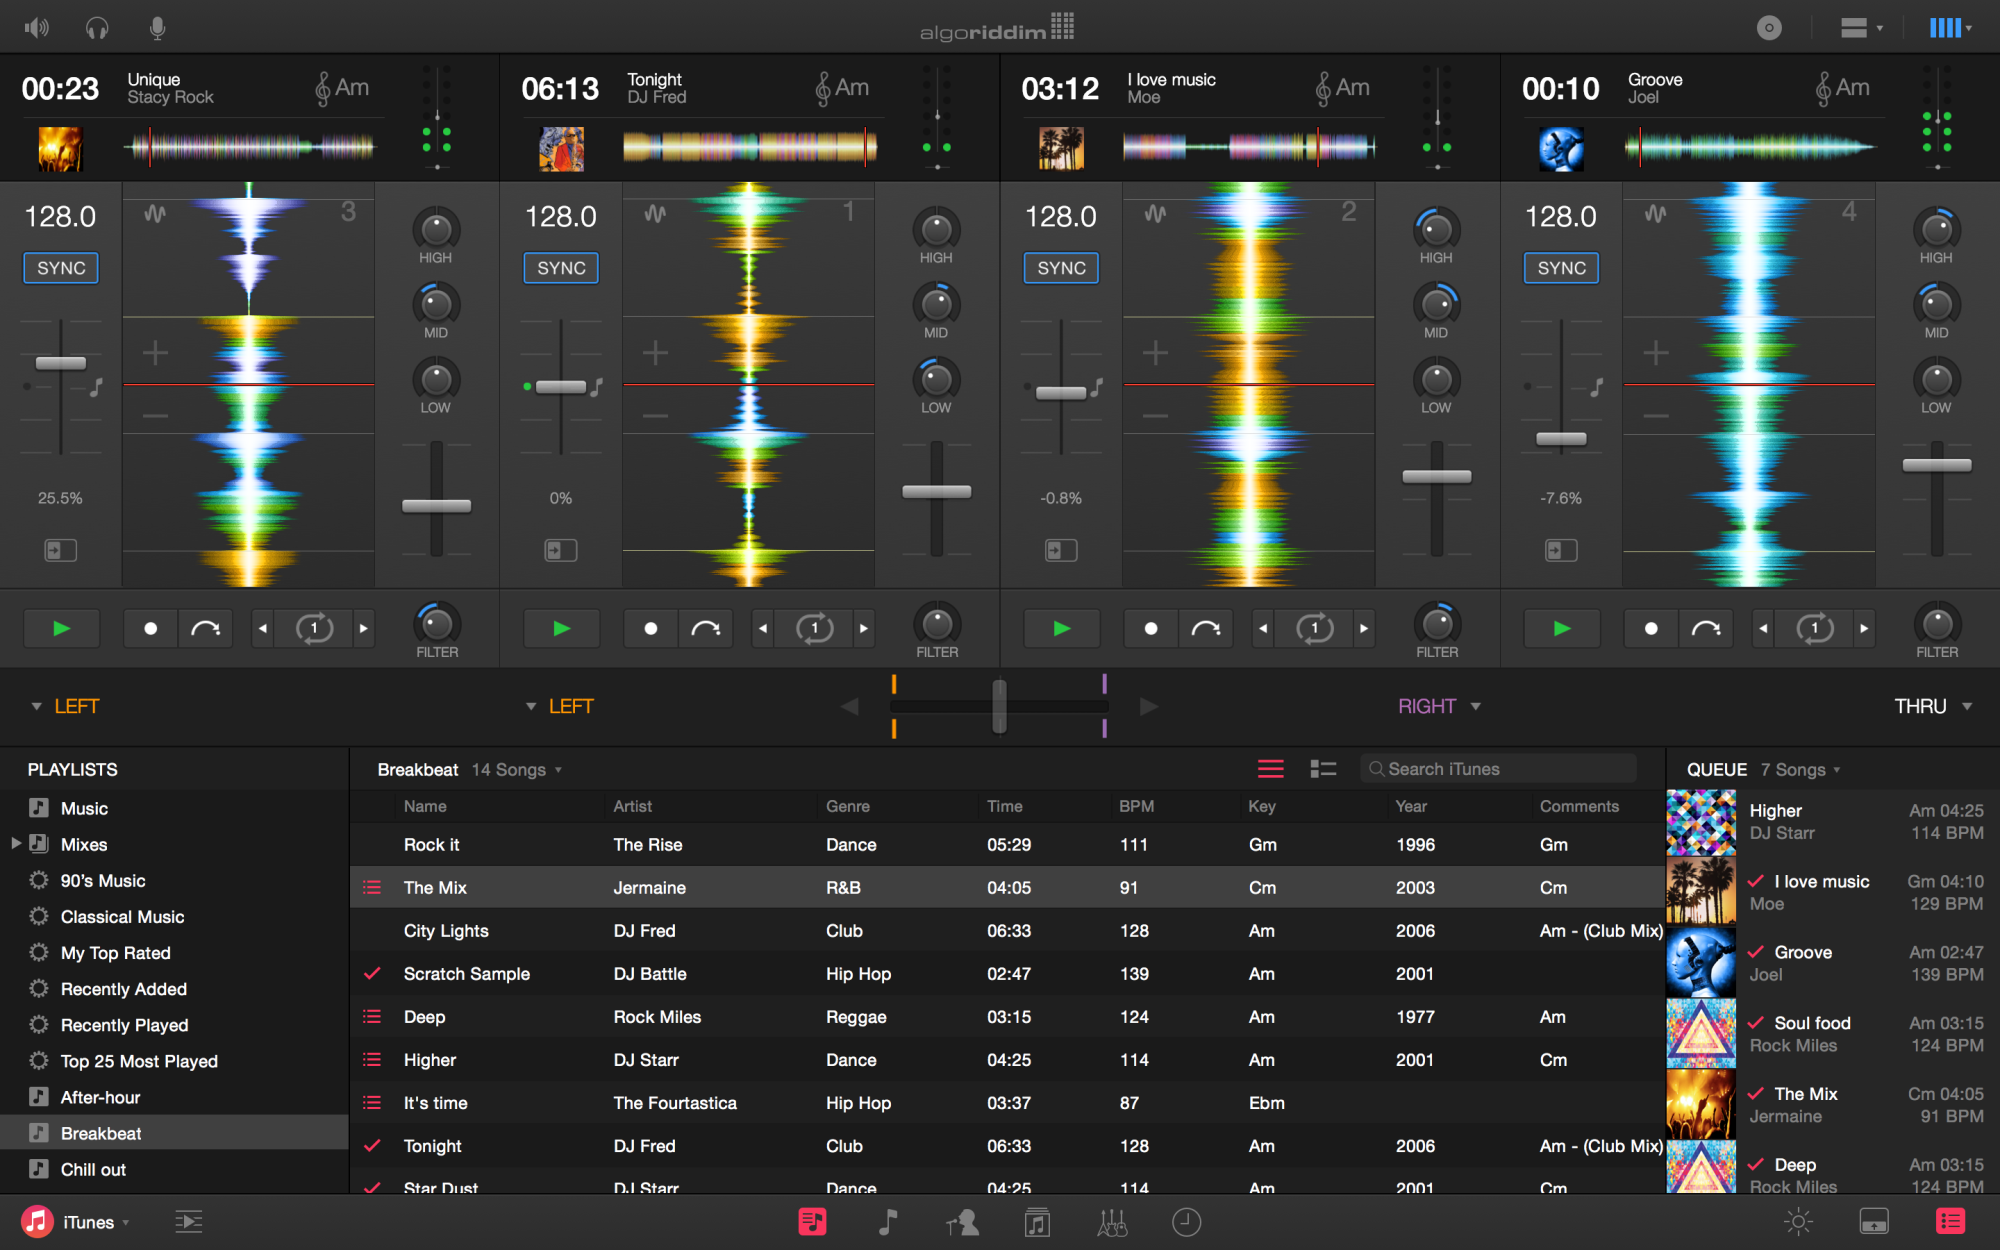 algoriddim
00:23 Unique Am
Stacy Rock
06:13 Tonight Am
DJ Fred
03:12 I love music Am
Moe
00:10 Groove Am
Joel
128.0 3 HIGH
SYNC
MID
LOW
25.5%
128.0 1 HIGH
SYNC
MID
LOW
0%
128.0 2 HIGH
SYNC
MID
LOW
-0.8%
128.0 4 HIGH
SYNC
MID
LOW
-7.6%
1 FILTER
1 FILTER
1 FILTER
1 FILTER
LEFT LEFT RIGHT THRU
PLAYLISTS
Music
Mixes
90's Music
Classical Music
My Top Rated
Recently Added
Recently Played
Top 25 Most Played
After-hour
Breakbeat
Chill out
Breakbeat 14 Songs Search iTunes
Name Artist Genre Time BPM Key Year Comments
Rock it The Rise Dance 05:29 111 Gm 1996 Gm
The Mix Jermaine R&B 04:05 91 Cm 2003 Cm
City Lights DJ Fred Club 06:33 128 Am 2006 Am - (Club Mix)
Scratch Sample DJ Battle Hip Hop 02:47 139 Am 2001
Deep Rock Miles Reggae 03:15 124 Am 1977 Am
Higher DJ Starr Dance 04:25 114 Am 2001 Cm
It's time The Fourtastica Hip Hop 03:37 87 Ebm
Tonight DJ Fred Club 06:33 128 Am 2006 Am - (Club Mix)
Star Dust DJ Starr Dance 04:25 114 Am 2001 Cm
QUEUE 7 Songs
Higher Am 04:25
DJ Starr 114 BPM
I love music Gm 04:10
Moe 129 BPM
Groove Am 02:47
Joel 139 BPM
Soul food Am 03:15
Rock Miles 124 BPM
The Mix Cm 04:05
Jermaine 91 BPM
Deep Am 03:15
Rock Miles 124 BPM
iTunes